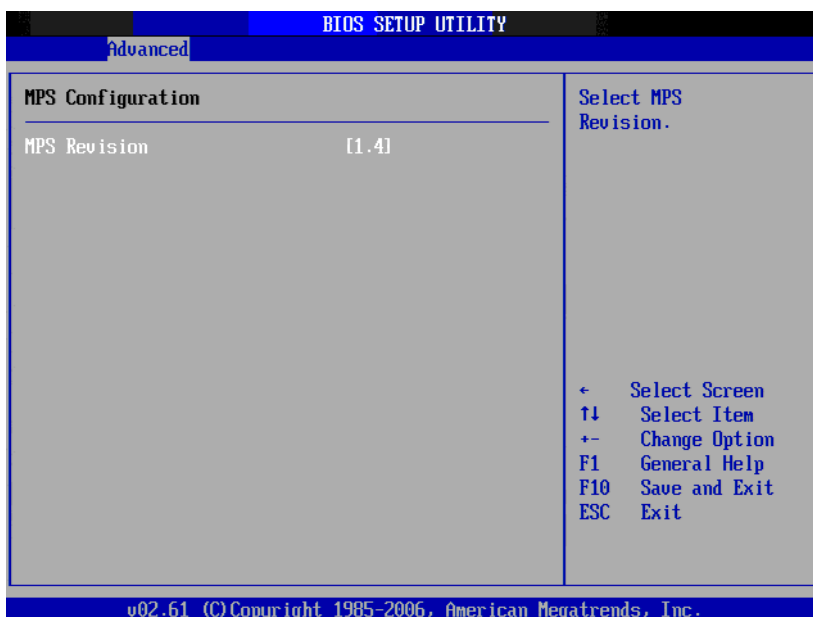 BIOS SETUP UTILITY
Advanced
MPS Configuration
MPS Revision [1.4]
Select MPS
Revision.
← Select Screen
↑↓ Select Item
+- Change Option
F1 General Help
F10 Save and Exit
ESC Exit
v02.61 (C)Copyright 1985-2006, American Megatrends, Inc.